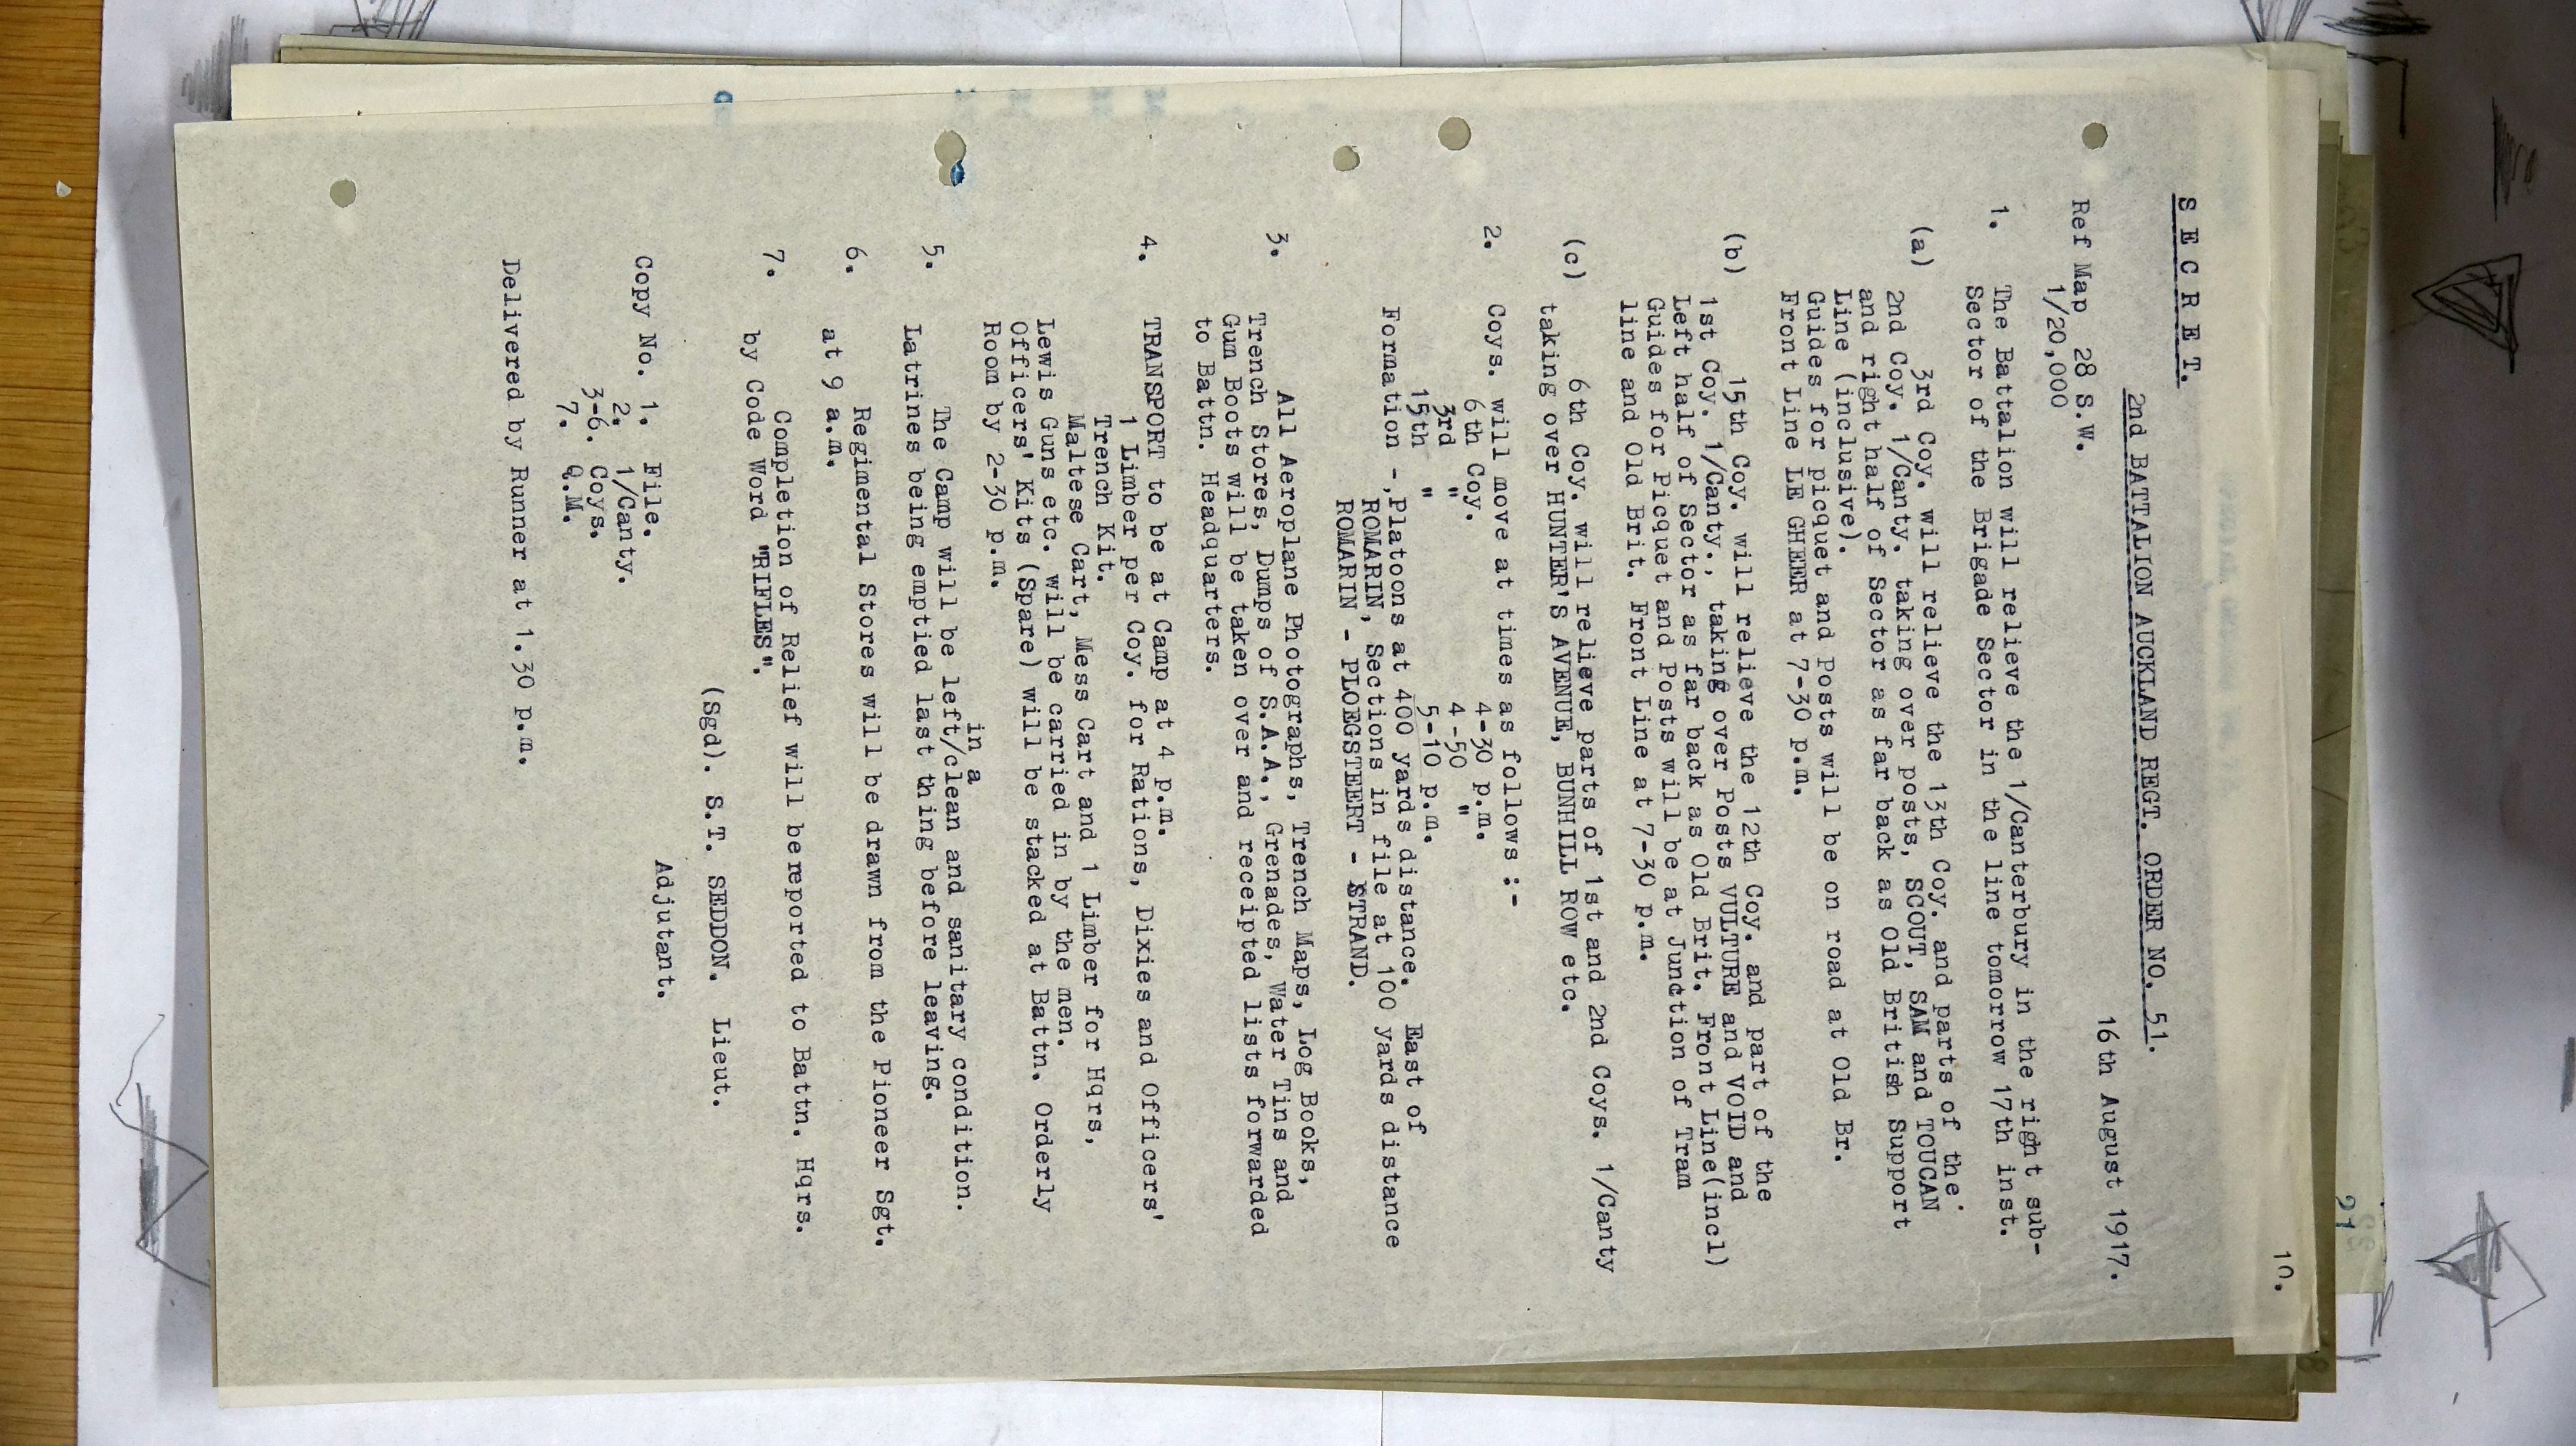 10.
S E C R E T.
2nd BATTALION AUCKLAND REGT. ORDER NO. 51.
16th August 1917.
Ref Map 28 S.W.
1/20,000
1. The Battalion will relieve the 1/Canterbury in the right sub-
Sector of the Brigade Sector in the line tomorrow 17th inst.
(a) 3rd Coy. will relieve the 13th Coy. and parts of the
2nd Coy. 1/Canty. taking over posts, SCOUT, SAM and TOUCAN
and right half of Sector as far back as Old British Support
Line (inclusive).
Guides for picquet and Posts will be on road at Old Br.
Front Line LE GHEER at 7-30 p.m.
(b) 15th Coy. will relieve the 12th Coy. and part of the
1st Coy. 1/Canty., taking over Posts VULTURE and VOID and
Left half of Sector as far back as Old Brit. Front Line(incl)
Guides for Picquet and Posts will be at Junction of Tram
line and Old Brit. Front Line at 7-30 p.m.
(c) 6th Coy. will relieve parts of 1st and 2nd Coys. 1/Canty
taking over HUNTER'S AVENUE, BUNHILL ROW etc.
2. Coys. will move at times as follows :-
6th Coy. 4-30 p.m.
3rd " 4-50 "
15th " 5-10 p.m.
Formation -,Platoons at 400 yards distance. East of
ROMARIN, Sections in file at 100 yards distance
ROMARIN - PLOEGSTEERT - STRAND.
3. All Aeroplane Photographs, Trench Maps, Log Books,
Trench Stores, Dumps of S.A.A., Grenades, Water Tins and
Gum Boots will be taken over and receipted lists forwarded
to Battn. Headquarters.
4. TRANSPORT to be at Camp at 4 p.m.
1 Limber per Coy. for Rations, Dixies and Officers'
Trench Kit.
Maltese Cart, Mess Cart and 1 Limber for Hqrs,
Lewis Guns etc. will be carried in by the men.
Officers' Kits (Spare) will be stacked at Battn. Orderly
Room by 2-30 p.m.
in a
5. The Camp will be left/clean and sanitary condition.
Latrines being emptied last thing before leaving.
6. Regimental Stores will be drawn from the Pioneer Sgt.
at 9 a.m.
7. Completion of Relief will bereported to Battn. Hqrs.
by Code Word "RIFLES".
(Sgd). S.T. SEDDON. Lieut.
Adjutant.
Copy No. 1. File.
2. 1/Canty.
3-6. Coys.
7. Q.M.
Delivered by Runner at 1.30 p.m.